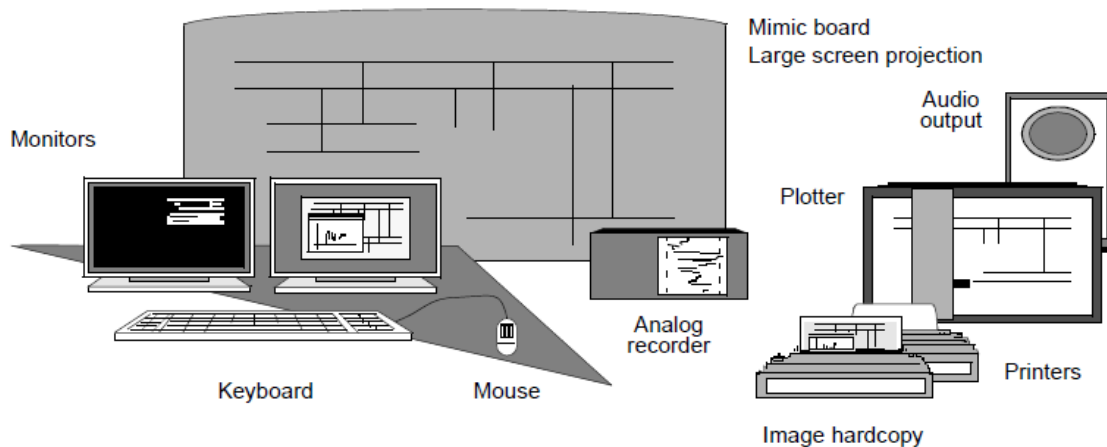 Mimic board
Large screen projection
Audio
output
Monitors
Plotter
Analog
recorder
Keyboard
Mouse
Printers
Image hardcopy